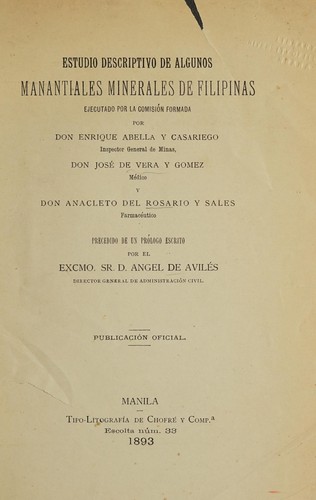 ESTUDIO DESCRIPTIVO DE ALGUNOS
MANANTIALES MINERALES DE FILIPINAS
EJECUTADO POR LA COMISIÓN FORMADA
POR
DON ENRIQUE ABELLA Y CASARIEGO
Inspector General de Minas,
DON JOSÉ DE VERA Y GOMEZ
Médico
Y
DON ANACLETO DEL ROSARIO Y SALES
Farmacéutico
PRECEDIDO DE UN PRÓLOGO ESCRITO
POR EL
EXCMO. SR. D. ANGEL DE AVILÉS
DIRECTOR GENERAL DE ADMINISTRACIÓN CIVIL.
PUBLICACIÓN OFICIAL.
MANILA
TIPO-LITOGRAFÍA DE CHOFRÉ Y COMP.ª
Escolta núm. 33
1893